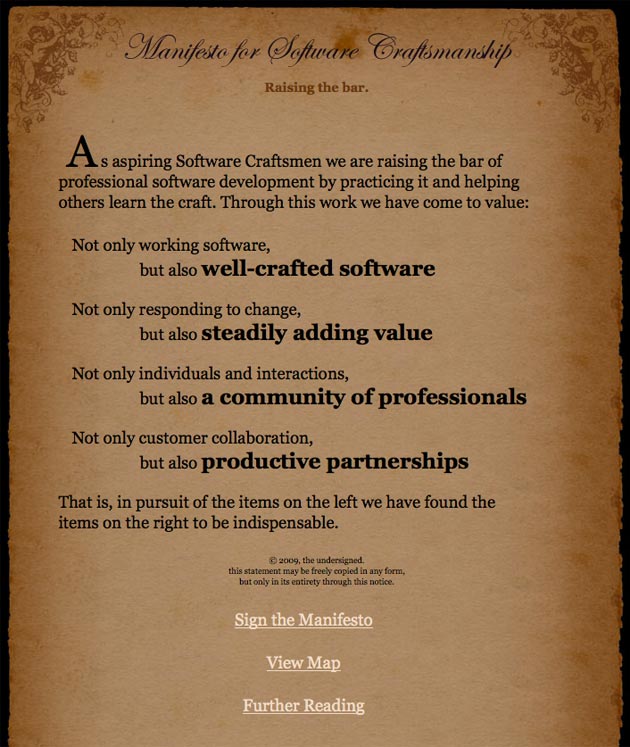 Manifesto for Software Craftsmanship
Raising the bar.
As aspiring Software Craftsmen we are raising the bar of
professional software development by practicing it and helping
others learn the craft. Through this work we have come to value:
Not only working software,
but also well-crafted software
Not only responding to change,
but also steadily adding value
Not only individuals and interactions,
but also a community of professionals
Not only customer collaboration,
but also productive partnerships
That is, in pursuit of the items on the left we have found the
items on the right to be indispensable.
© 2009, the undersigned.
this statement may be freely copied in any form,
but only in its entirety through this notice.
Sign the Manifesto
View Map
Further Reading